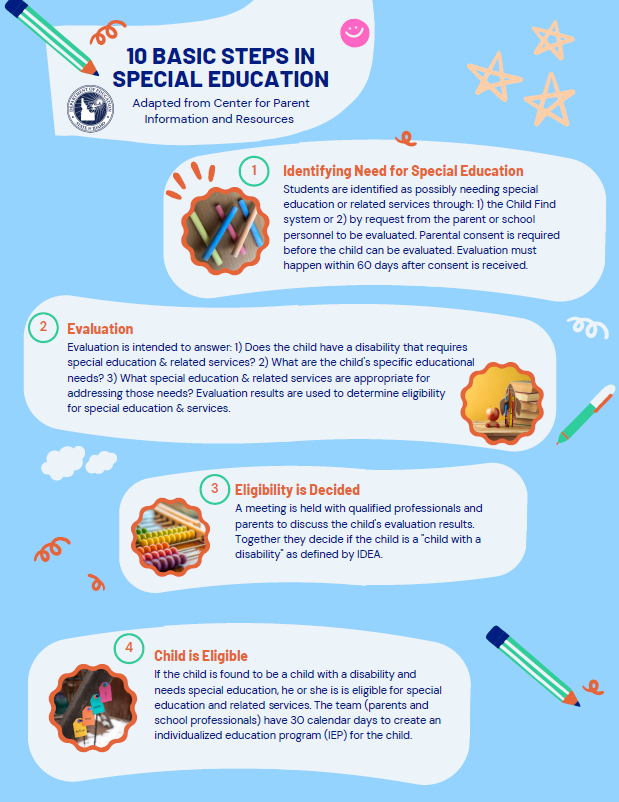 10 BASIC STEPS IN
SPECIAL EDUCATION
Adapted from Center for Parent
Information and Resources
1
Identifying Need for Special Education
Students are identified as possibly needing special
education or related services through: 1) the Child Find
system or 2) by request from the parent or school
personnel to be evaluated. Parental consent is required
before the child can be evaluated. Evaluation must
happen within 60 days after consent is received.
2
Evaluation
Evaluation is intended to answer: 1) Does the child have a disability that requires
special education & related services? 2) What are the child's specific educational
needs? 3) What special education & related services are appropriate for
addressing those needs? Evaluation results are used to determine eligibility
for special education & services.
3
Eligibility is Decided
A meeting is held with qualified professionals and
parents to discuss the child's evaluation results.
Together they decide if the child is a "child with a
disability" as defined by IDEA.
4
Child is Eligible
If the child is found to be a child with a disability and
needs special education, he or she is is eligible for special
education and related services. The team (parents and
school professionals) have 30 calendar days to create an
individualized education program (IEP) for the child.